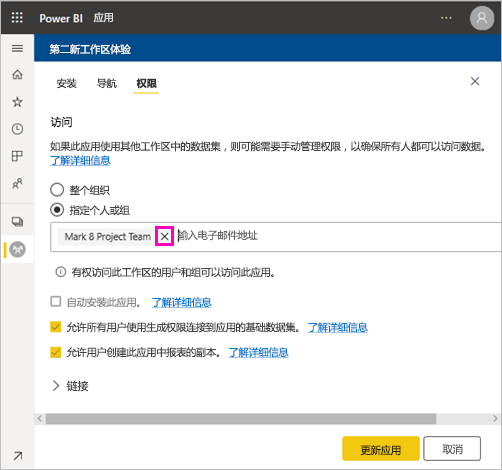 Power BI 应用
第二新工作区体验
安装 导航 权限
访问
如果此应用使用其他工作区中的数据集，则可能需要手动管理权限，以确保所有人都可以访问数据。
了解详细信息
整个组织
指定个人或组
Mark 8 Project Team 输入电子邮件地址
有权访问此工作区的用户和组可以访问此应用。
自动安装此应用。 了解详细信息
允许所有用户使用生成权限连接到应用的基础数据集。 了解详细信息
允许用户创建此应用中报表的副本。 了解详细信息
链接
更新应用 取消